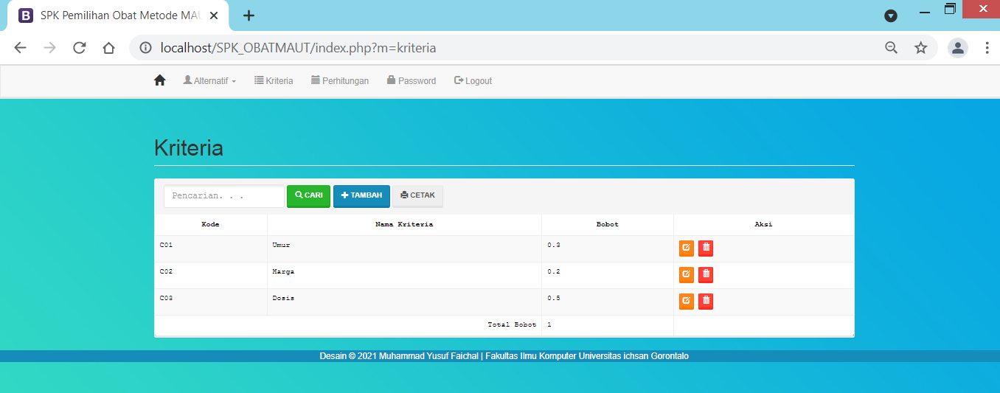 SPK Pemilihan Obat Metode MAU
localhost/SPK_OBATMAUT/index.php?m=kriteria
Alternatif Kriteria Perhitungan Password Logout
Kriteria
Pencarian. . . CARI TAMBAH CETAK
Kode Nama Kriteria Bobot Aksi
C01 Umur 0.3
C02 Harga 0.2
C03 Dosis 0.5
Total Bobot 1
Desain © 2021 Muhammad Yusuf Faichal | Fakultas Ilmu Komputer Universitas ichsan Gorontalo